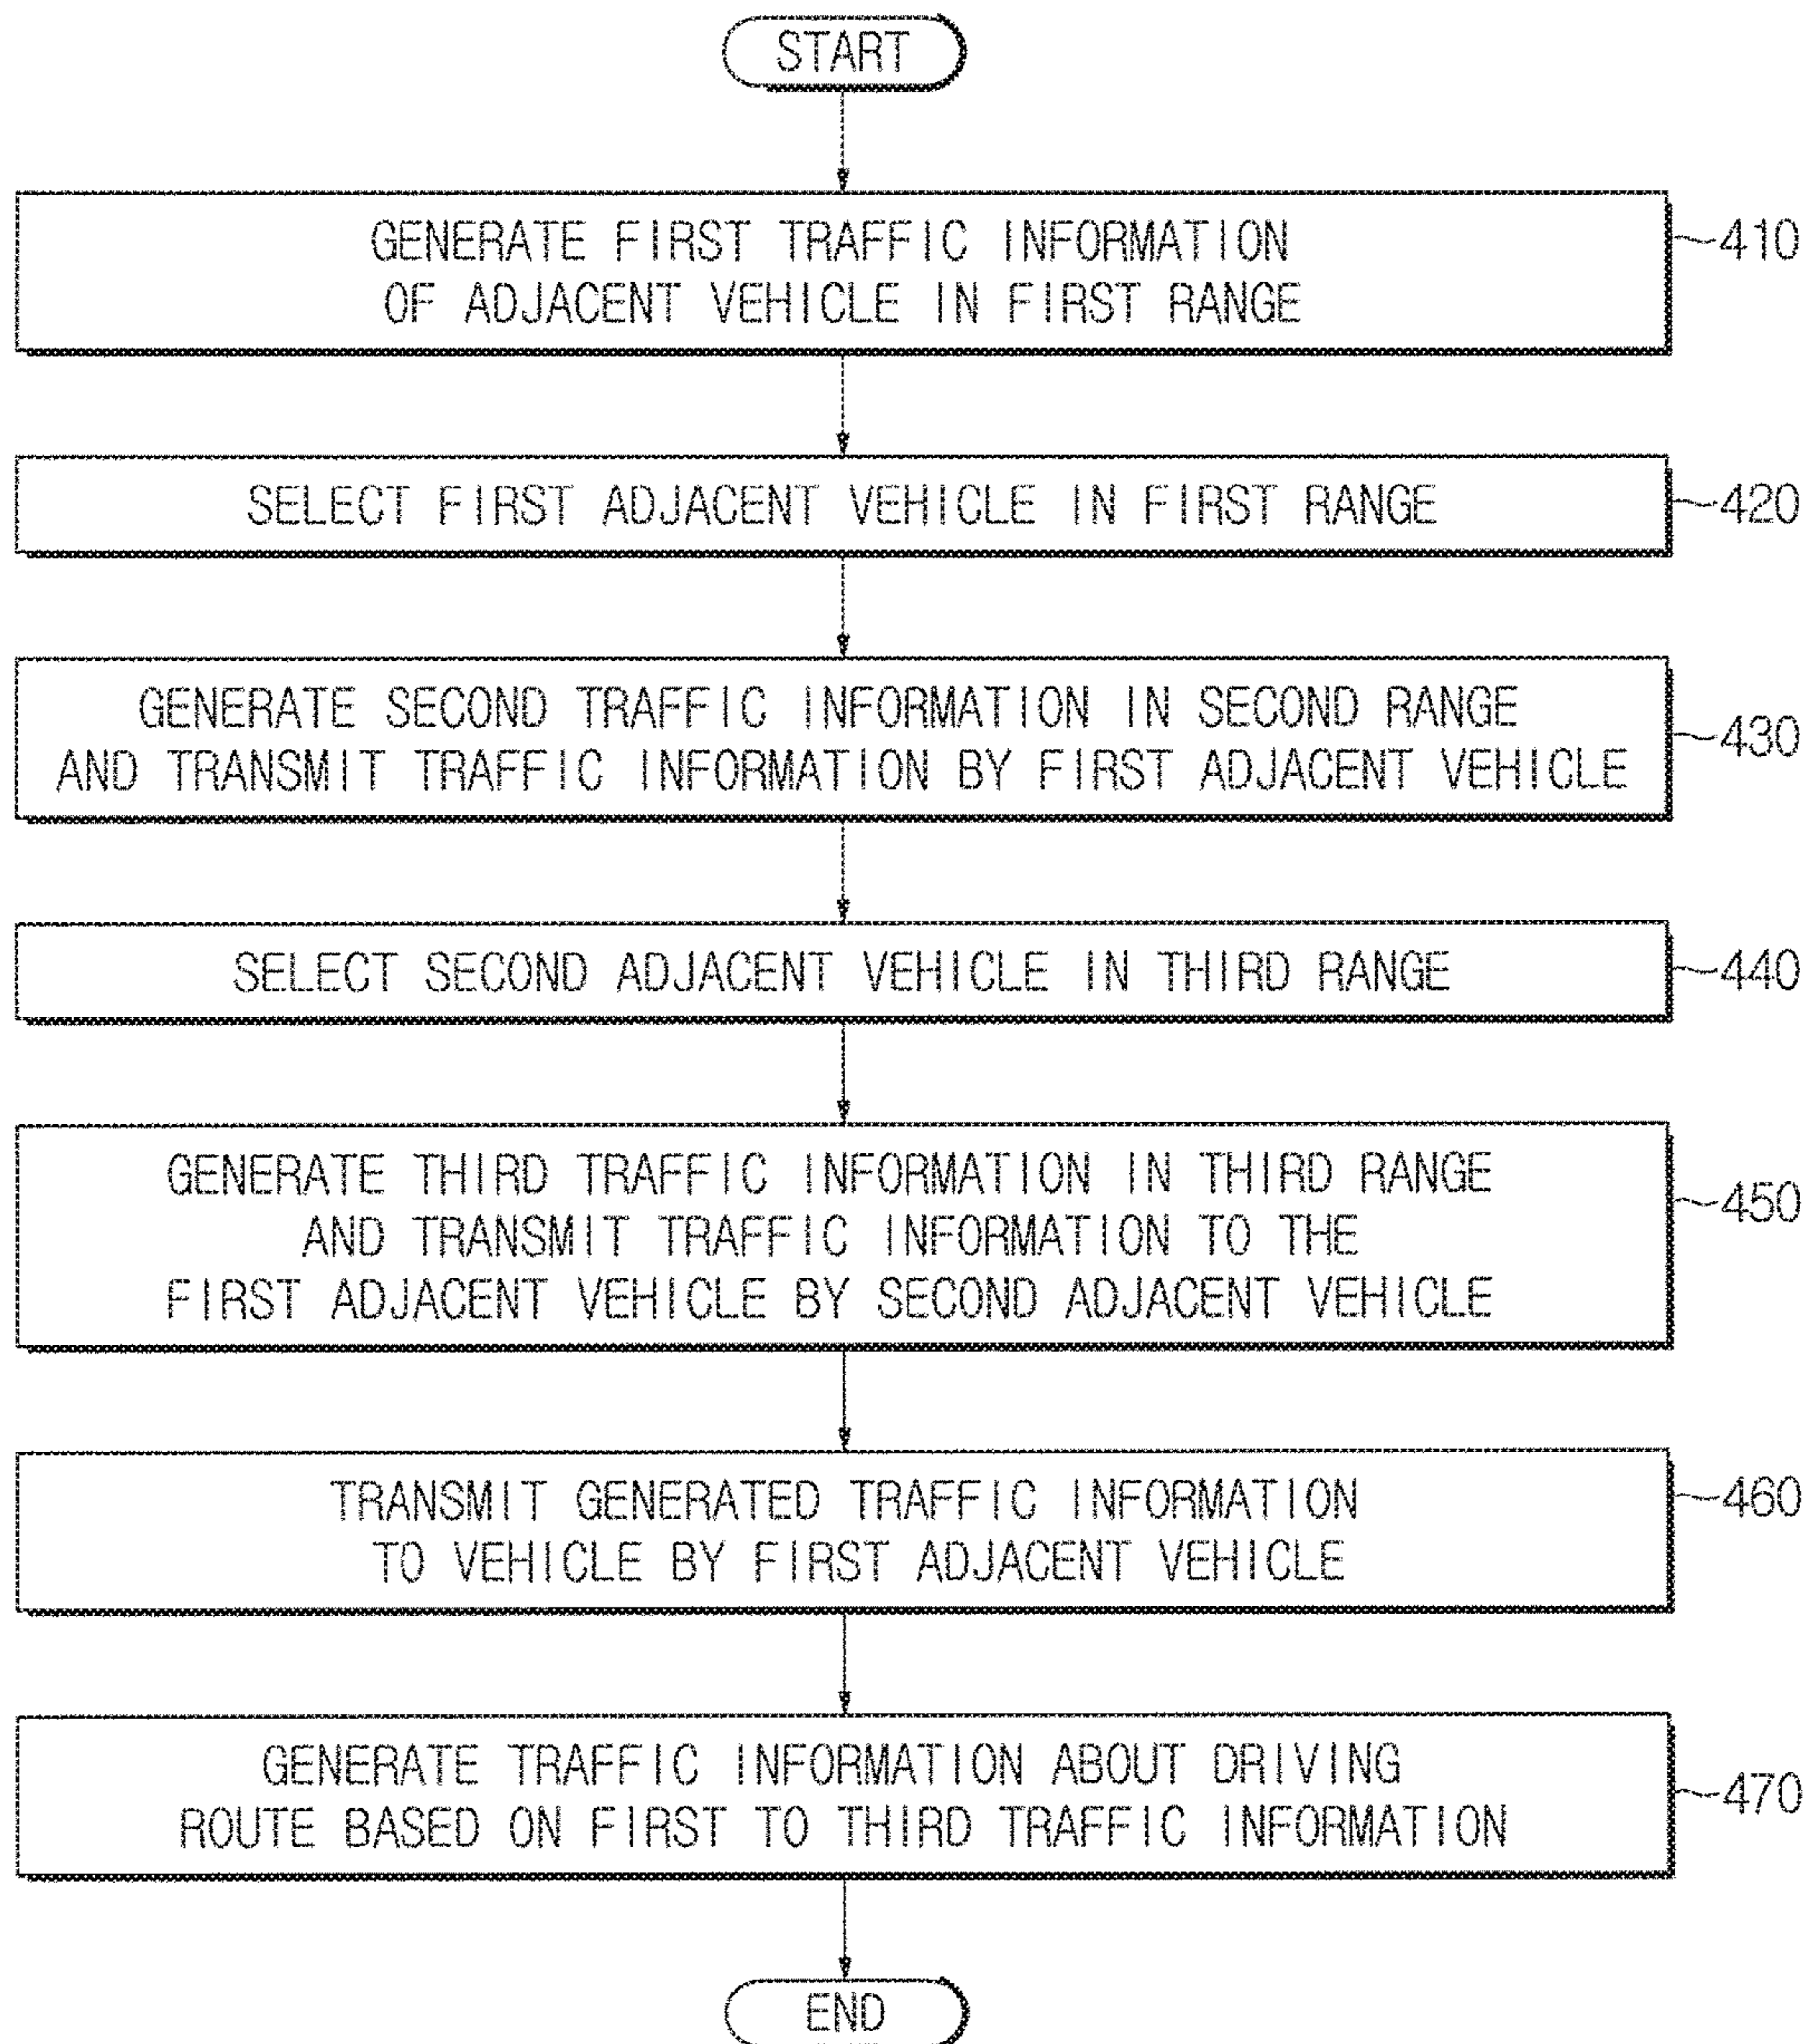 START
GENERATE FIRST TRAFFIC INFORMATION
OF ADJACENT VEHICLE IN FIRST RANGE
410
SELECT FIRST ADJACENT VEHICLE IN FIRST RANGE
420
GENERATE SECOND TRAFFIC INFORMATION IN SECOND RANGE
AND TRANSMIT TRAFFIC INFORMATION BY FIRST ADJACENT VEHICLE
430
SELECT SECOND ADJACENT VEHICLE IN THIRD RANGE
440
GENERATE THIRD TRAFFIC INFORMATION IN THIRD RANGE
AND TRANSMIT TRAFFIC INFORMATION TO THE
FIRST ADJACENT VEHICLE BY SECOND ADJACENT VEHICLE
450
TRANSMIT GENERATED TRAFFIC INFORMATION
TO VEHICLE BY FIRST ADJACENT VEHICLE
460
GENERATE TRAFFIC INFORMATION ABOUT DRIVING
ROUTE BASED ON FIRST TO THIRD TRAFFIC INFORMATION
470
END